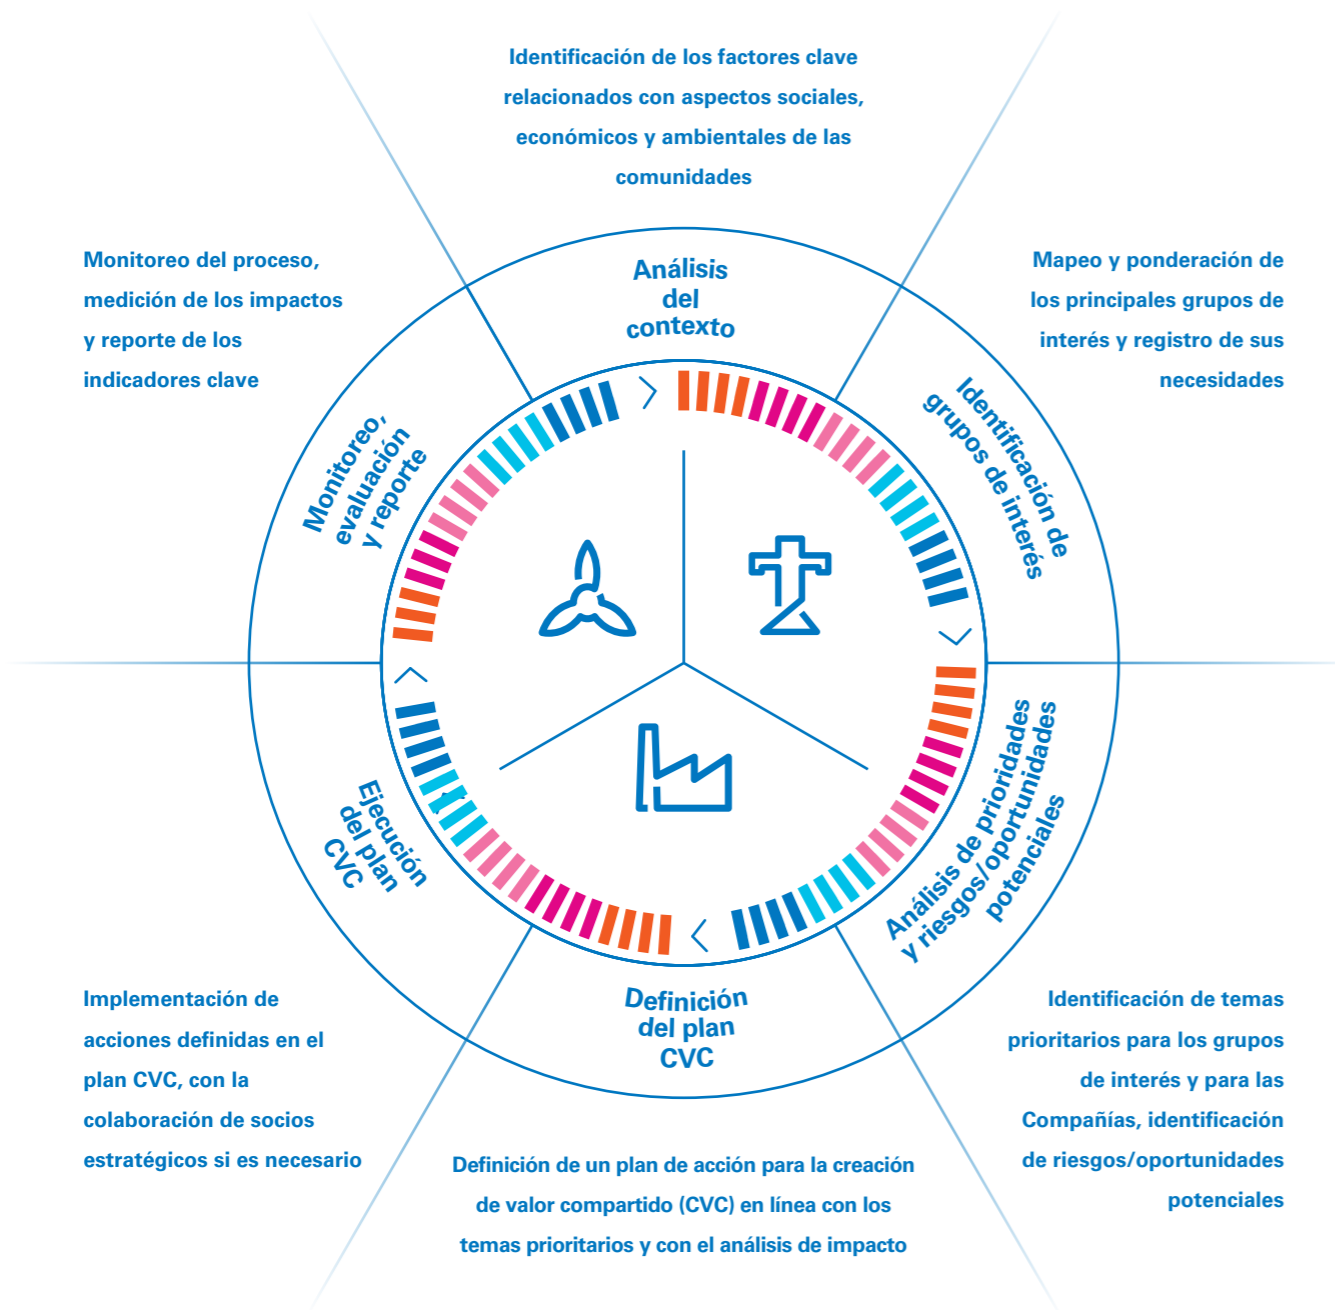 Identificación de los factores clave
relacionados con aspectos sociales,
económicos y ambientales de las
comunidades
Análisis
del
contexto
Mapeo y ponderación de
los principales grupos de
interés y registro de sus
necesidades
Identificación de
grupos de interés
Análisis de prioridades
y riesgos/oportunidades
potenciales
Identificación de temas
prioritarios para los grupos
de interés y para las
Compañías, identificación
de riesgos/oportunidades
potenciales
Definición
del plan
CVC
Definición de un plan de acción para la creación
de valor compartido (CVC) en línea con los
temas prioritarios y con el análisis de impacto
Ejecución
del plan
CVC
Implementación de
acciones definidas en el
plan CVC, con la
colaboración de socios
estratégicos si es necesario
Monitoreo,
evaluación
y reporte
Monitoreo del proceso,
medición de los impactos
y reporte de los
indicadores clave